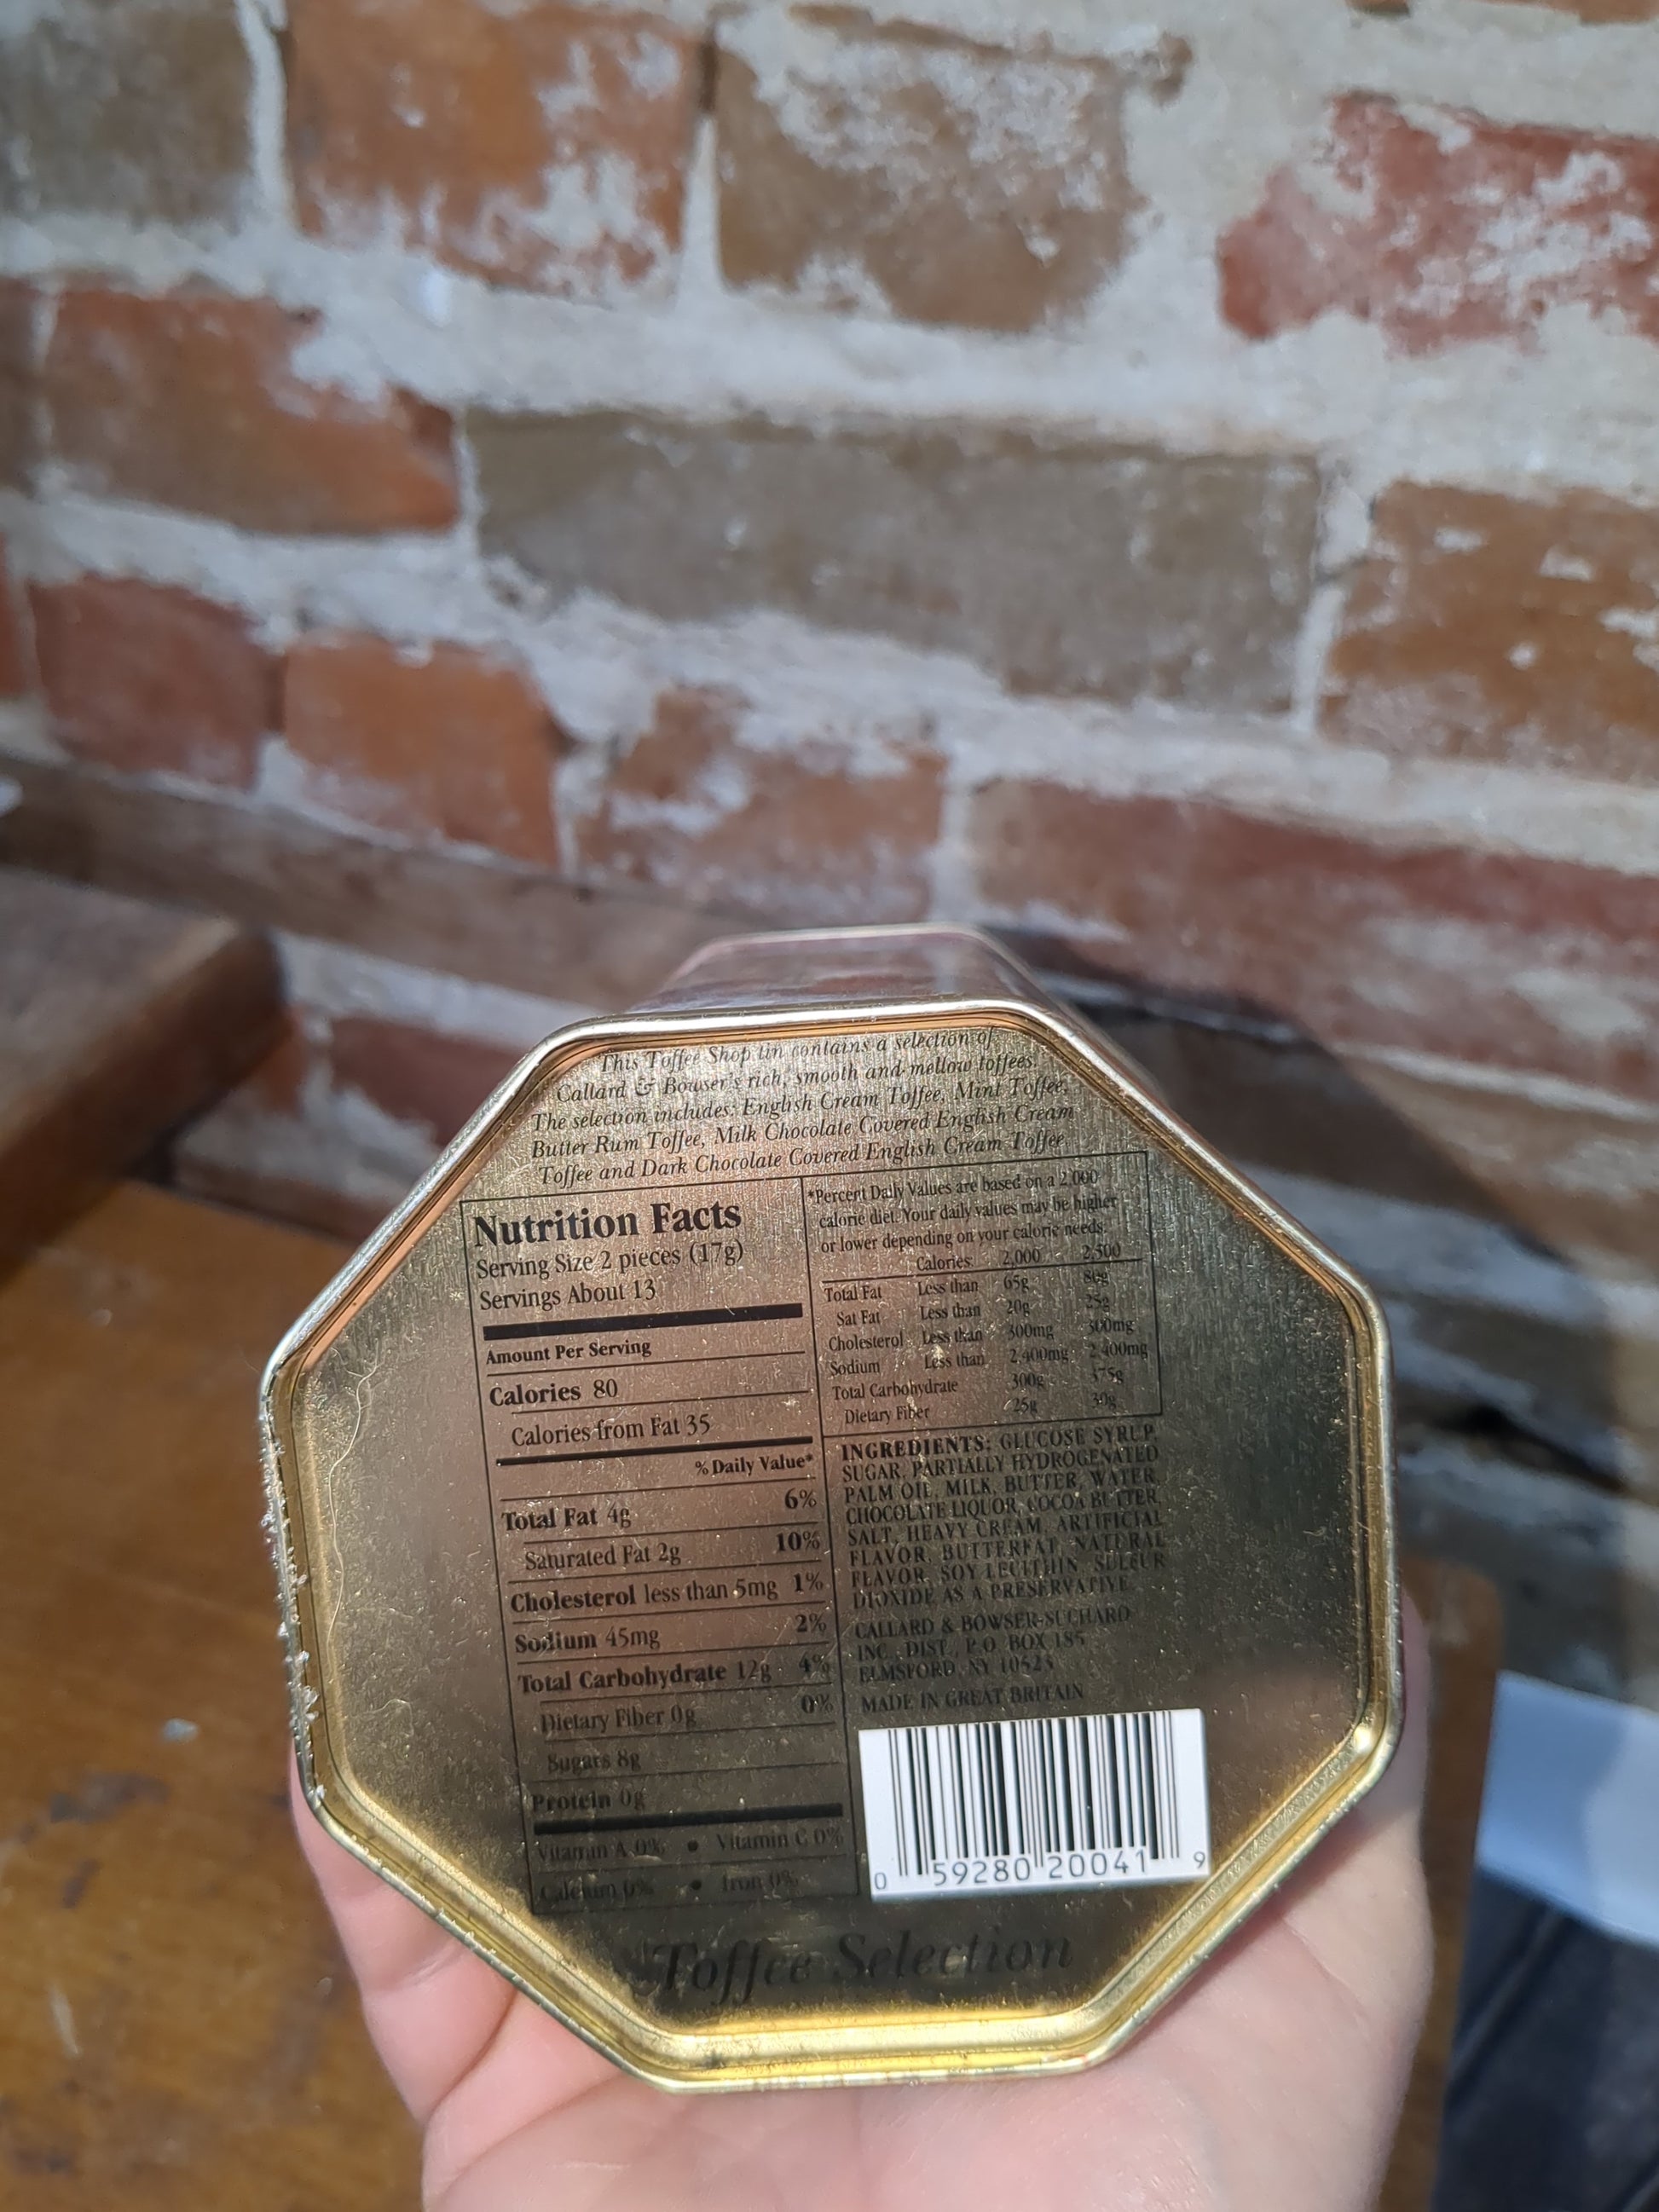 This Toffee Shop tin contains a selection of
Callard & Bowser's rich, smooth and mellow toffees.
The selection includes: English Cream Toffee, Mint Toffee,
Butter Rum Toffee, Milk Chocolate Covered English Cream
Toffee and Dark Chocolate Covered English Cream Toffee.
Nutrition Facts
Serving Size 2 pieces (17g)
Servings About 13
Amount Per Serving
Calories 80
Calories from Fat 35
% Daily Value*
Total Fat 4g 6%
Saturated Fat 2g 10%
Cholesterol less than 5mg 1%
Sodium 45mg 2%
Total Carbohydrate 12g 4%
Dietary Fiber 0g 0%
Sugars 8g
Protein 0g
Vitamin A 0% • Vitamin C 0%
Calcium 0% • Iron 0%
*Percent Daily Values are based on a 2,000
calorie diet. Your daily values may be higher
or lower depending on your caloric needs:
Calories 2,000 2,500
Total Fat Less than 65g 80g
Sat Fat Less than 20g 25g
Cholesterol Less than 300mg 300mg
Sodium Less than 2,400mg 2,400mg
Total Carbohydrate 300g 375g
Dietary Fiber 25g 30g
INGREDIENTS: GLUCOSE SYRUP,
SUGAR, PARTIALLY HYDROGENATED
PALM OIL, MILK, BUTTER, WATER,
CHOCOLATE LIQUOR, COCOA BUTTER,
SALT, HEAVY CREAM, ARTIFICIAL
FLAVOR, BUTTERFAT, NATURAL
FLAVOR, SOY LECITHIN, SULFUR
DIOXIDE AS A PRESERVATIVE.
CALLARD & BOWSER-SUCHARD
INC., DIST., P.O. BOX 185
ELMSFORD, NY 10523
MADE IN GREAT BRITAIN
0 59280 20041 9
Toffee Selection